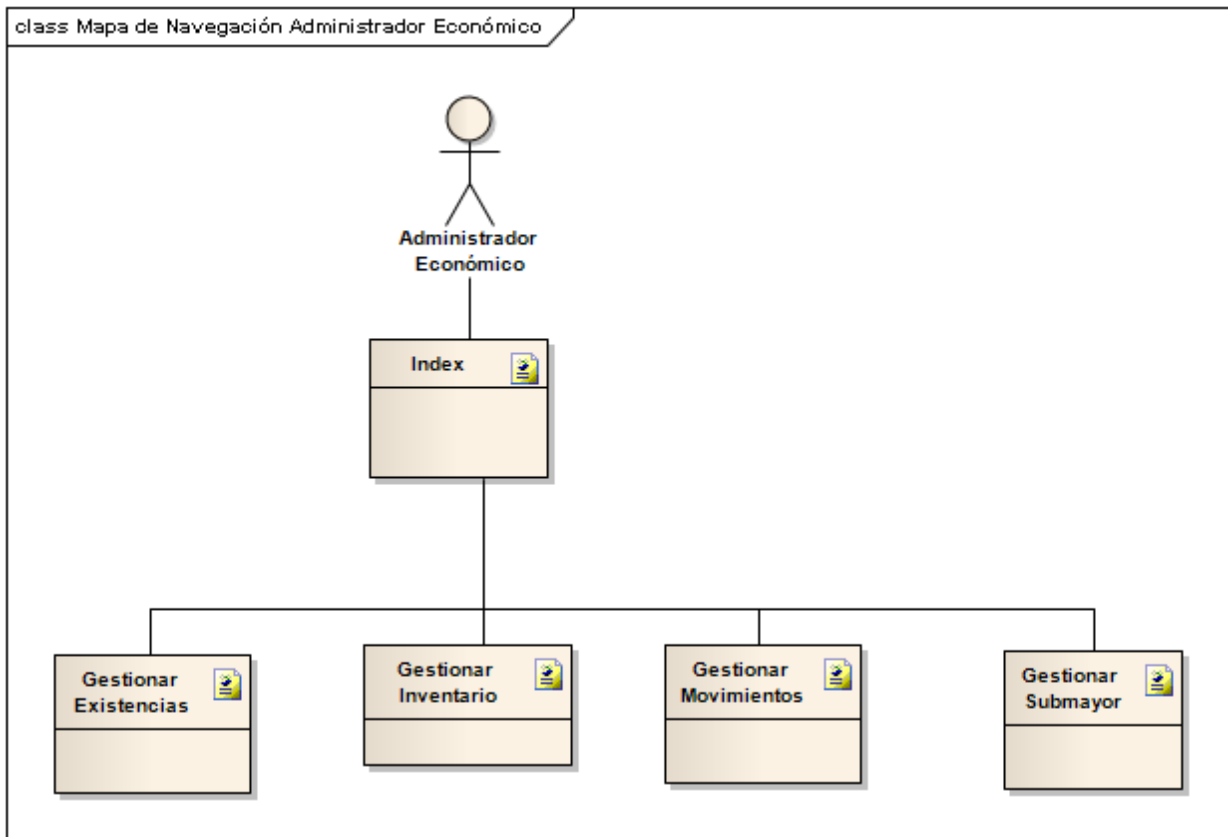 class Mapa de Navegación Administrador Económico
Administrador
Económico
Index
Gestionar
Existencias
Gestionar
Inventario
Gestionar
Movimientos
Gestionar
Submayor